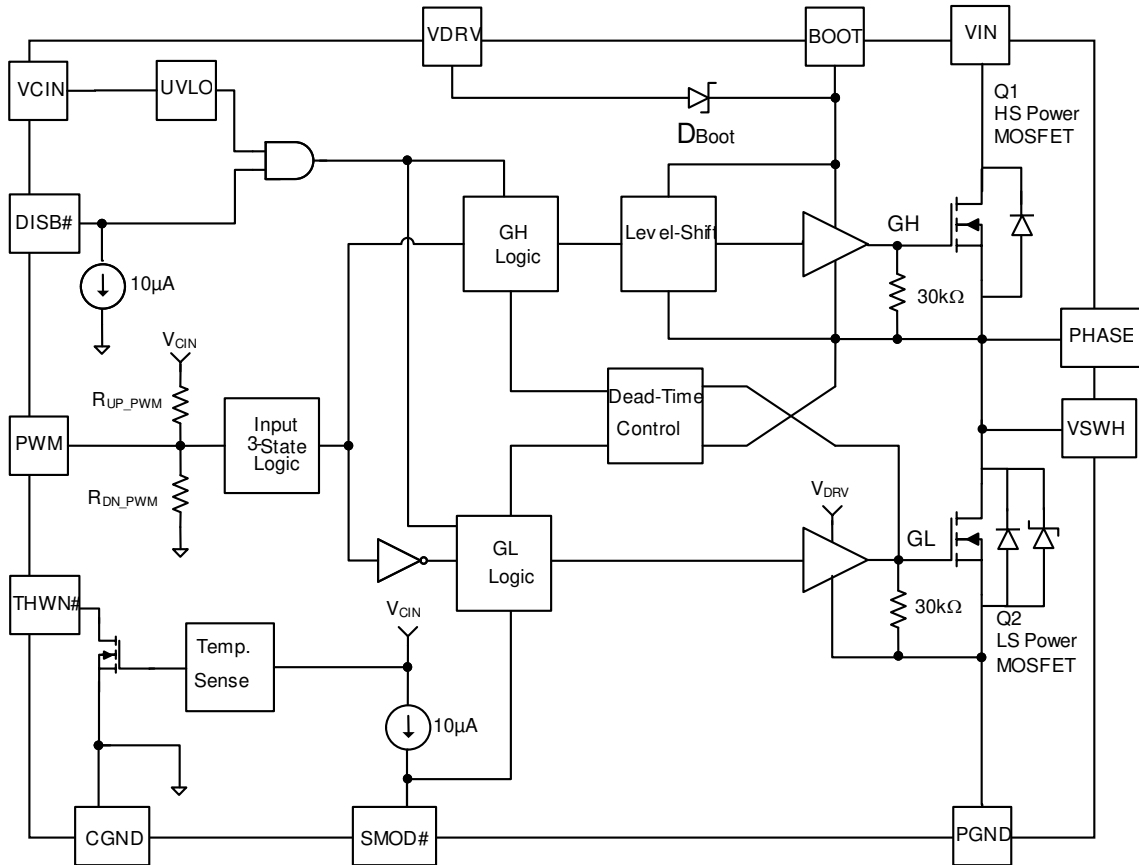 VDRV
BOOT
VIN
VCIN
UVLO
Q1
HS Power
MOSFET
DBoot
DISB#
GH
Logic
Level-Shift
GH
10µA
30kΩ
VCIN
PHASE
RUP_PWM
Dead-Time
Control
PWM
Input
3-State
Logic
VSWH
RDN_PWM
VDRV
GL
Logic
GL
THWN#
VCIN
30kΩ
Q2
LS Power
MOSFET
Temp.
Sense
10µA
CGND
SMOD#
PGND